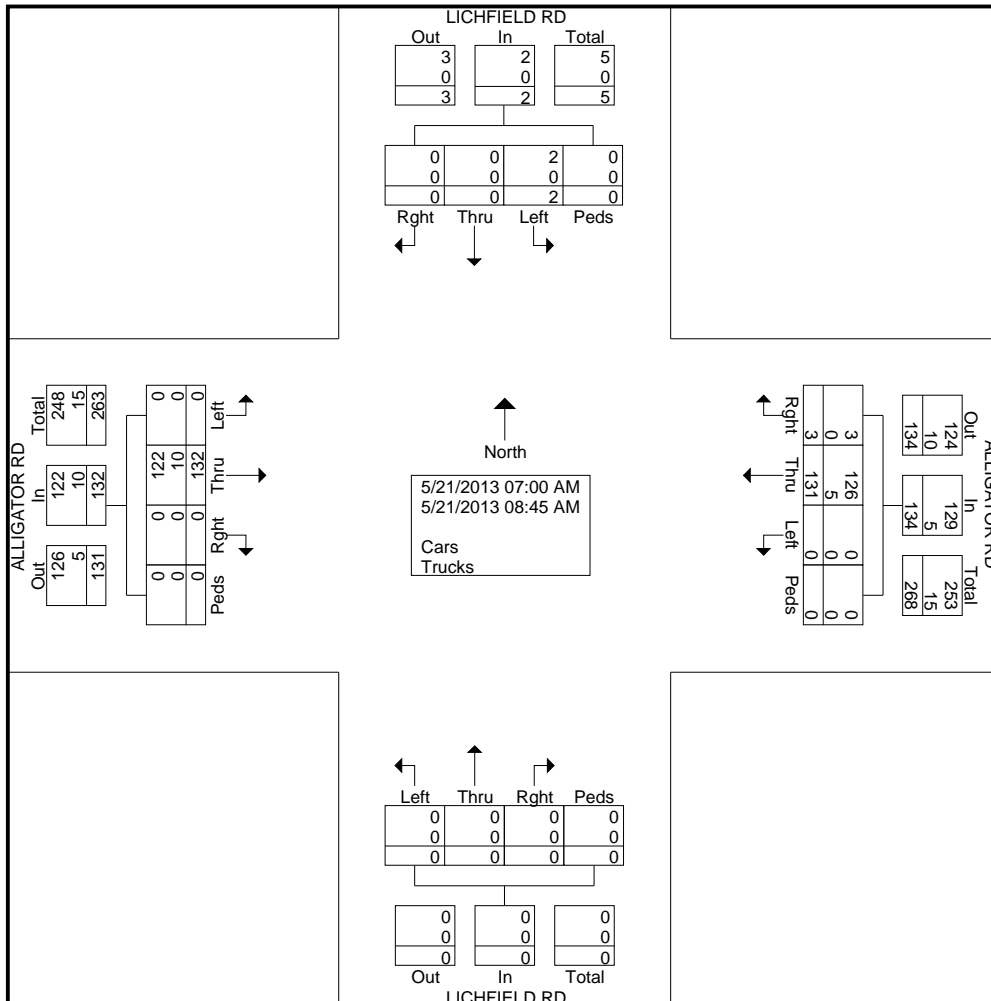 LICHFIELD RD
Out In Total
3 2 5
0 0 0
3 2 5
0 0 2 0
0 0 0 0
0 0 2 0
Rght Thru Left Peds
ALLIGATOR RD
Total In Out
248 122 126
15 10 5
263 132 131
0 122 0 0
0 10 0 0
0 132 0 0
Left Thru Rght Peds
North
5/21/2013 07:00 AM
5/21/2013 08:45 AM
Cars
Trucks
Rght Thru Left Peds
3 126 0 0
0 5 0 0
3 131 0 0
Out In Total
124 129 253
10 5 15
134 134 268
ALLIGATOR RD
Left Thru Rght Peds
0 0 0 0
0 0 0 0
0 0 0 0
0 0 0
0 0 0
0 0 0
Out In Total
LICHFIELD RD